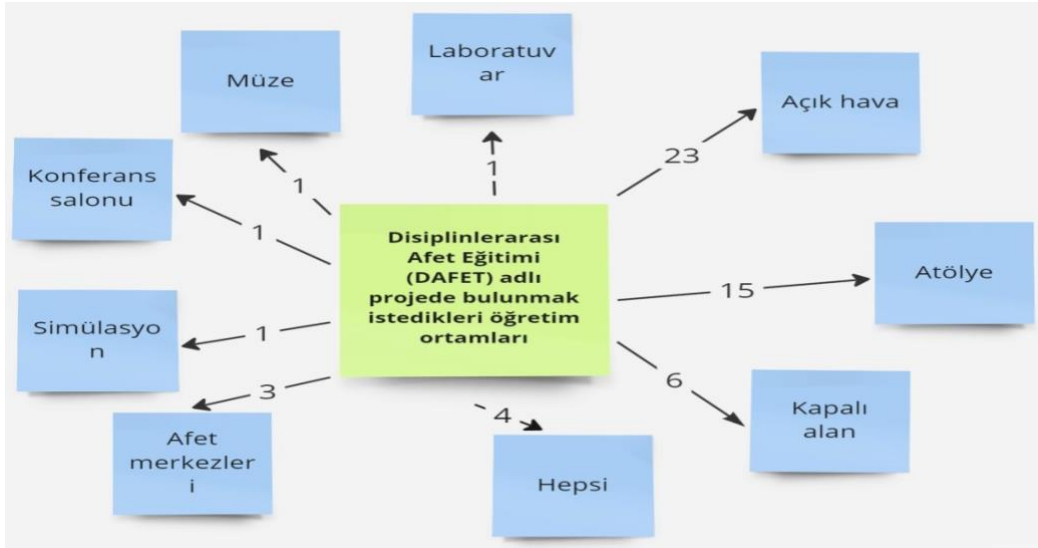 Müze
Laboratuv
ar
Açık hava
Konferans
salonu
1
1
23
1
Disiplinlerarası
Afet Eğitimi
(DAFET) adlı
projede bulunmak
istedikleri öğretim
ortamları
Atölye
15
Simülasyo
n
1
6
3
Kapalı
alan
4
Afet
merkezler
i
Hepsi